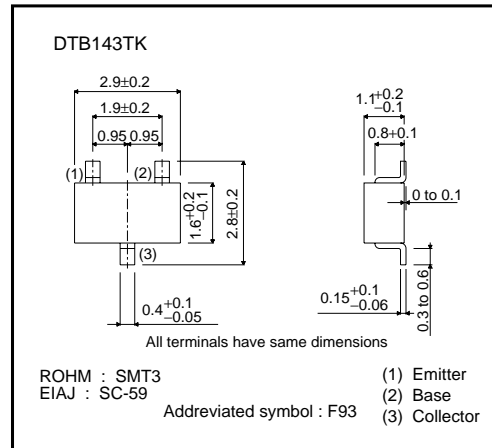 DTB143TK
2.9±0.2
1.9±0.2
0.95 0.95
(1) (2)
(3)
1.6+0.2
−0.1
2.8±0.2
0.4+0.1
−0.05
1.1+0.2
−0.1
0.8+0.1
0 to 0.1
0.15+0.1
−0.06
0.3 to 0.6
All terminals have same dimensions
ROHM : SMT3
EIAJ : SC-59
Addreviated symbol : F93
(1) Emitter
(2) Base
(3) Collector